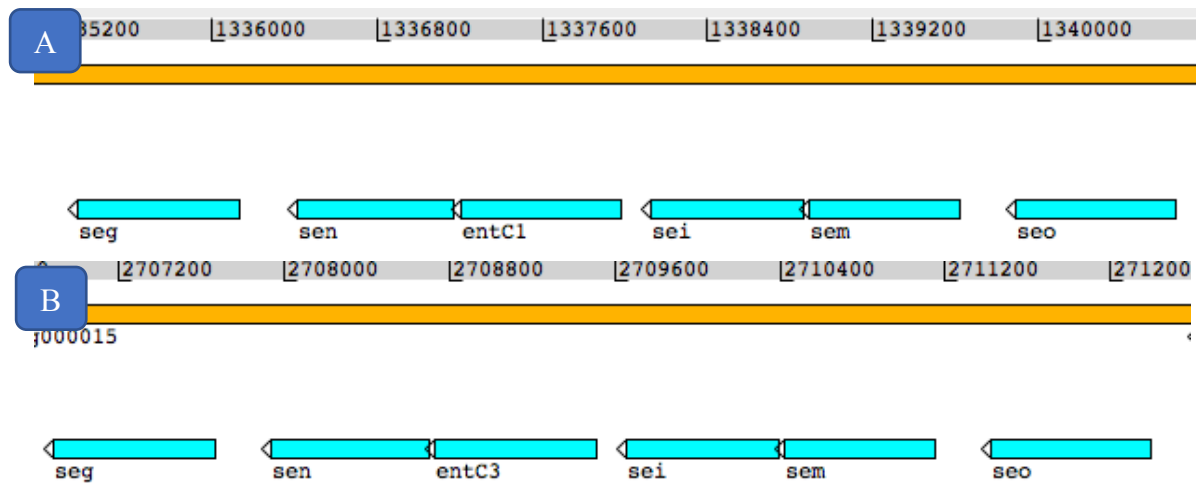 A 35200 1336000 1336800 1337600 1338400 1339200 1340000
seg sen entC1 sei sem seo
2707200 2708000 2708800 2709600 2710400 2711200 271200
B
g000015
seg sen entC3 sei sem seo